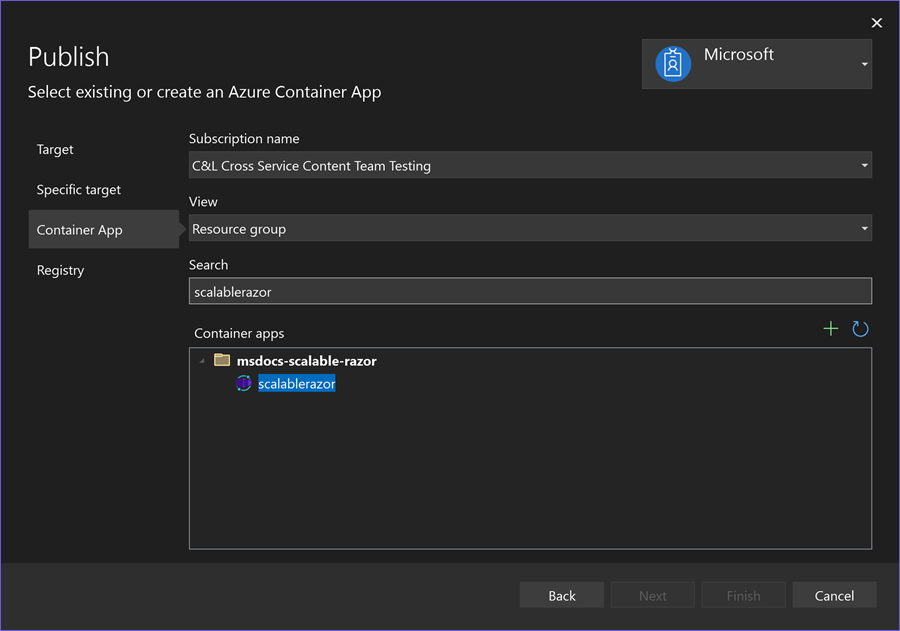 Publish
Microsoft
Select existing or create an Azure Container App
Target
Specific target
Container App
Registry
Subscription name
C&L Cross Service Content Team Testing
View
Resource group
Search
scalablerazor
Container apps
msdocs-scalable-razor
scalablerazor
Back
Next
Finish
Cancel